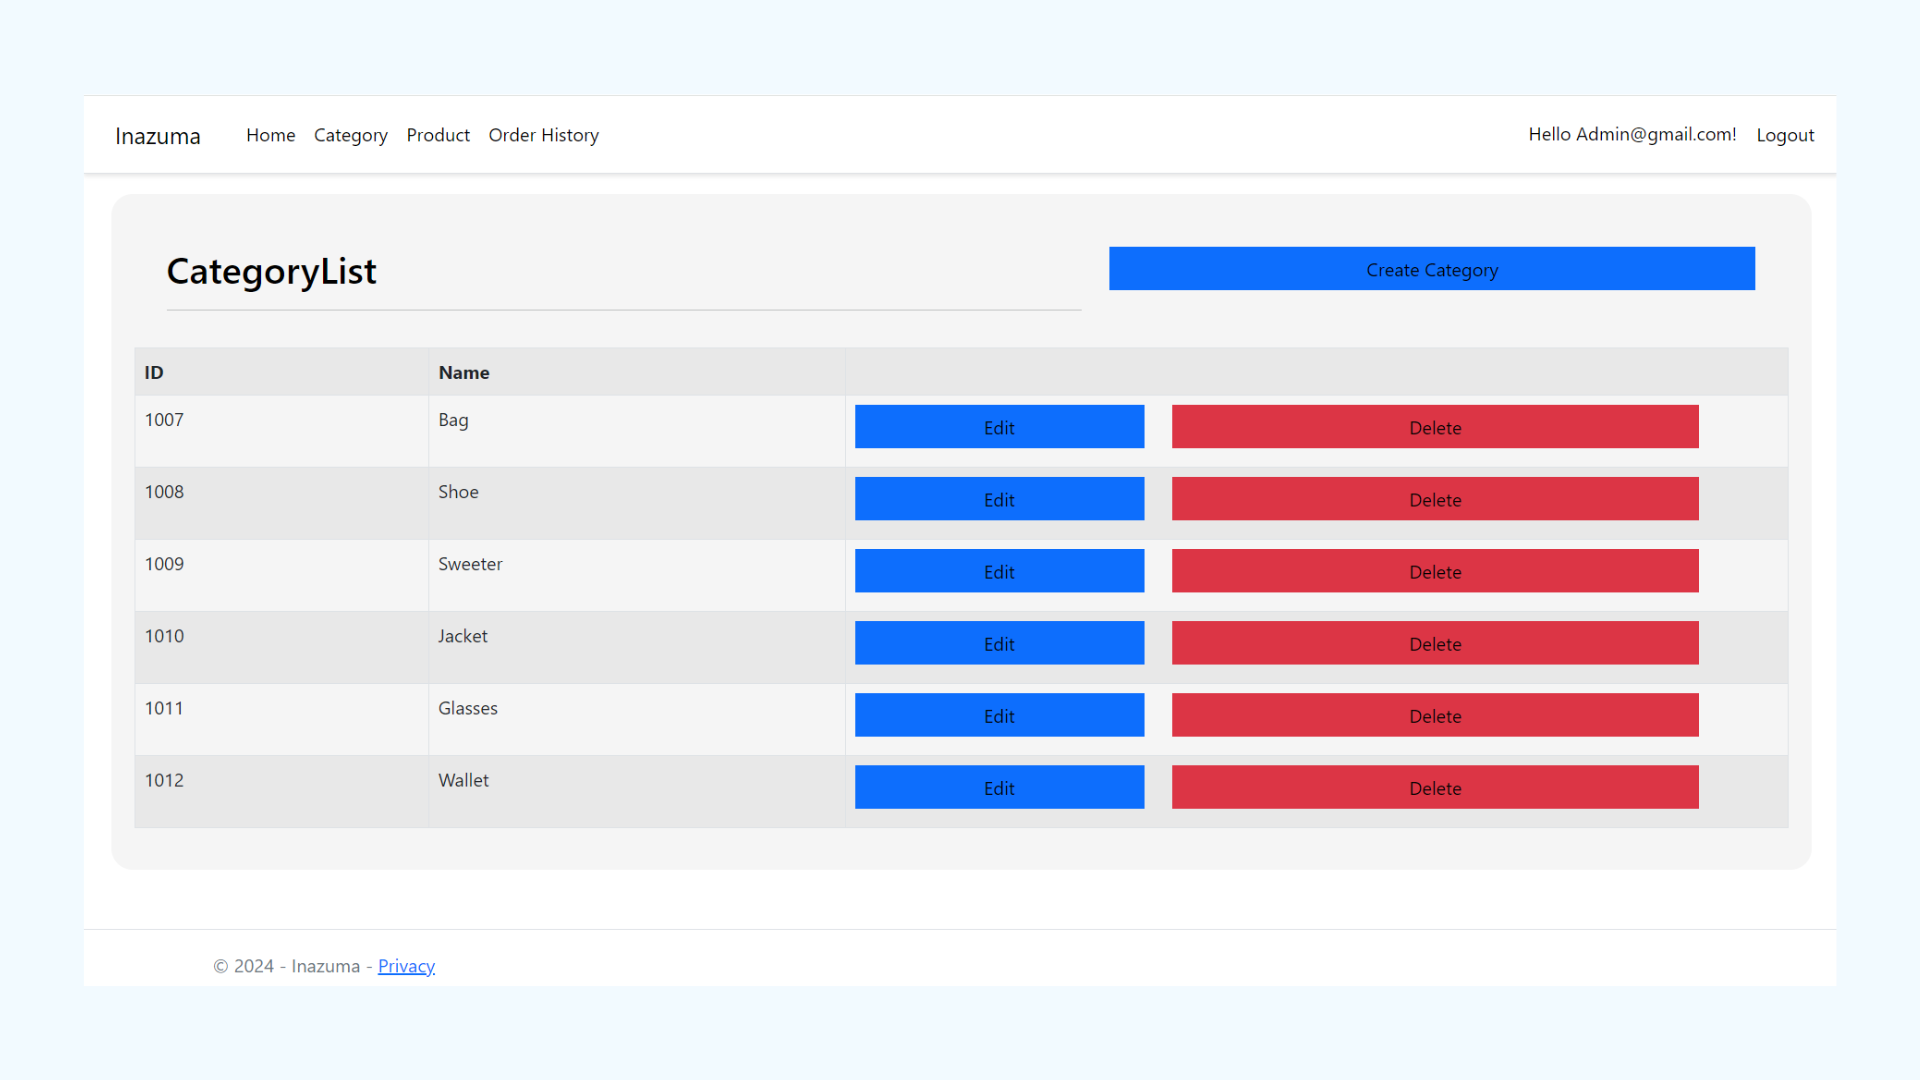 Inazuma Home Category Product Order History Hello Admin@gmail.com! Logout
CategoryList Create Category
ID Name
1007 Bag Edit Delete
1008 Shoe Edit Delete
1009 Sweeter Edit Delete
1010 Jacket Edit Delete
1011 Glasses Edit Delete
1012 Wallet Edit Delete
© 2024 - Inazuma - Privacy